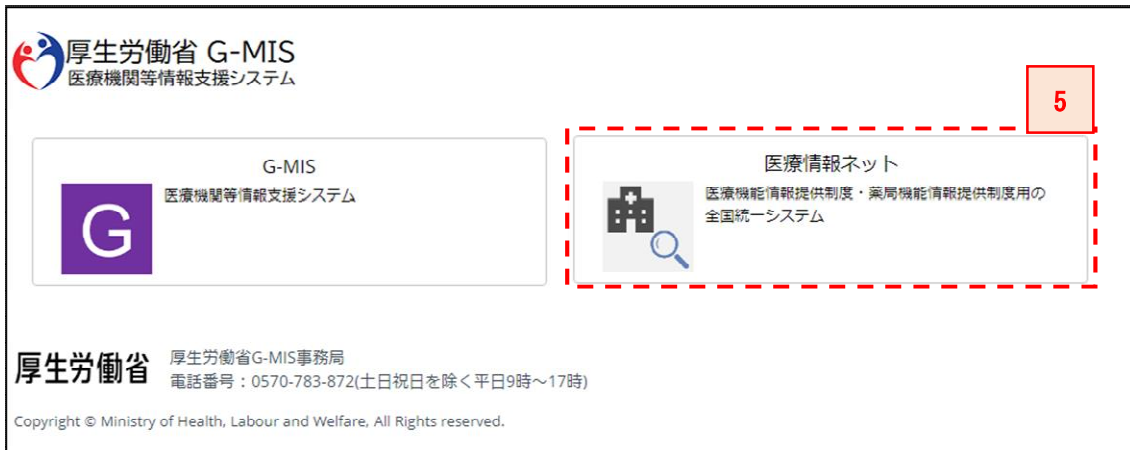 厚生労働省 G-MIS
医療機関等情報支援システム
5
G-MIS
医療機関等情報支援システム
G
医療情報ネット
医療機能情報提供制度・薬局機能情報提供制度用の
全国統一システム
厚生労働省
厚生労働省G-MIS事務局
電話番号：0570-783-872(土日祝日を除く平日9時～17時)
Copyright © Ministry of Health, Labour and Welfare, All Rights reserved.